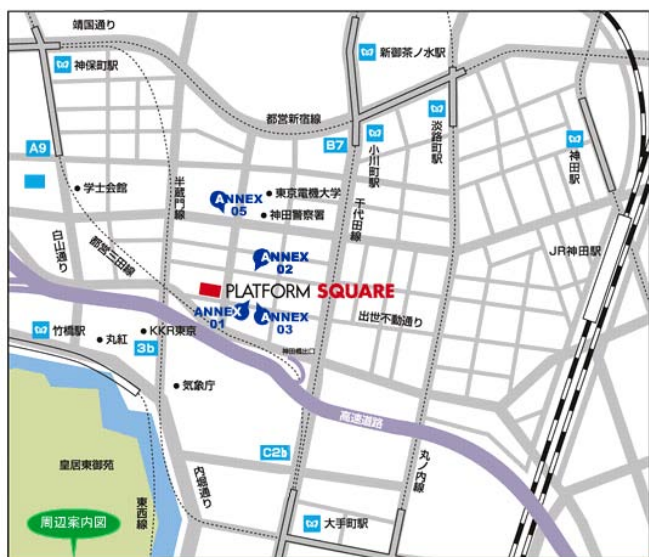 靖国通り
神保町駅
新御茶ノ水駅
都営新宿線
A9
B7
小川町駅
淡路町駅
神田駅
学士会館
半蔵門線
ANNEX
05
東京電機大学
神田警察署
千代田線
白山通り
都営三田線
ANNEX
02
JR神田駅
PLATFORM SQUARE
ANNEX
01
ANNEX
03
出世不動通り
竹橋駅
丸紅
KKR東京
3b
神田橋出口
気象庁
高速道路
皇居東御苑
東西線
内堀通り
C2b
丸ノ内線
大手町駅
周辺案内図